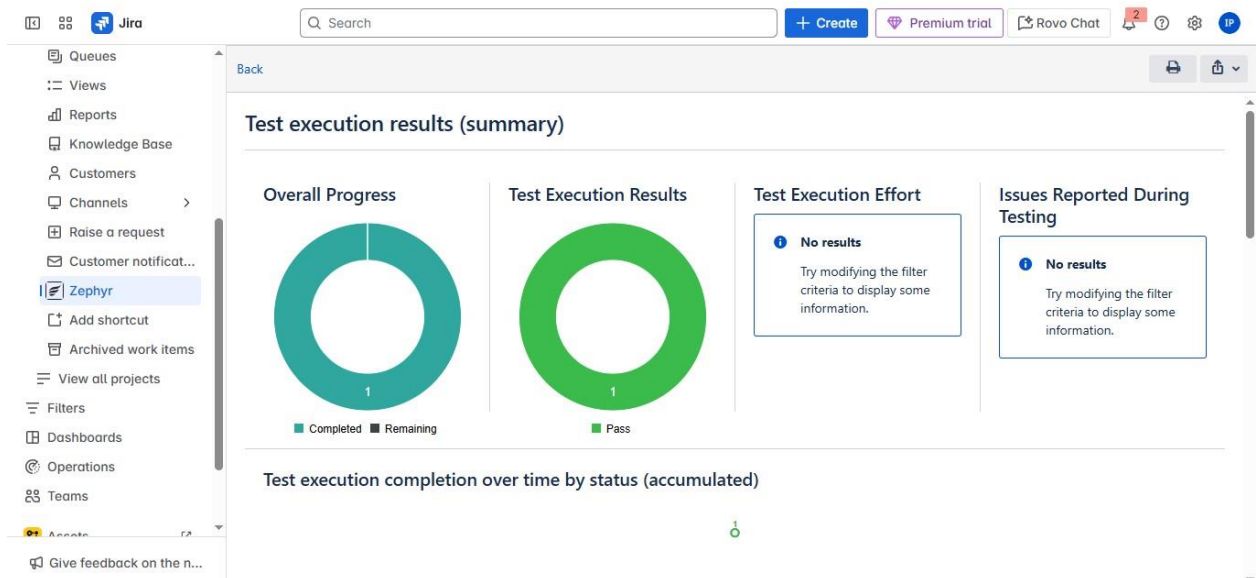 Jira
Search
+ Create
Premium trial
Rovo Chat
2
IP
Queues
Views
Reports
Knowledge Base
Customers
Channels
Raise a request
Customer notificat...
Zephyr
Add shortcut
Archived work items
View all projects
Filters
Dashboards
Operations
Teams
Assets
Give feedback on the n...
Back
Test execution results (summary)
Overall Progress
1
Completed
Remaining
Test Execution Results
1
Pass
Test Execution Effort
No results
Try modifying the filter
criteria to display some
information.
Issues Reported During
Testing
No results
Try modifying the filter
criteria to display some
information.
Test execution completion over time by status (accumulated)
1